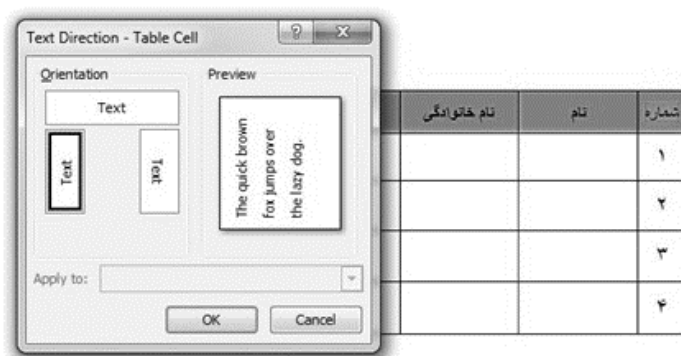 Text Direction - Table Cell
Orientation
Preview
Text
Text
Text
The quick brown
fox jumps over
the lazy dog.
Apply to:
OK
Cancel
شماره نام نام خانوادگی
۱
۲
۳
۴